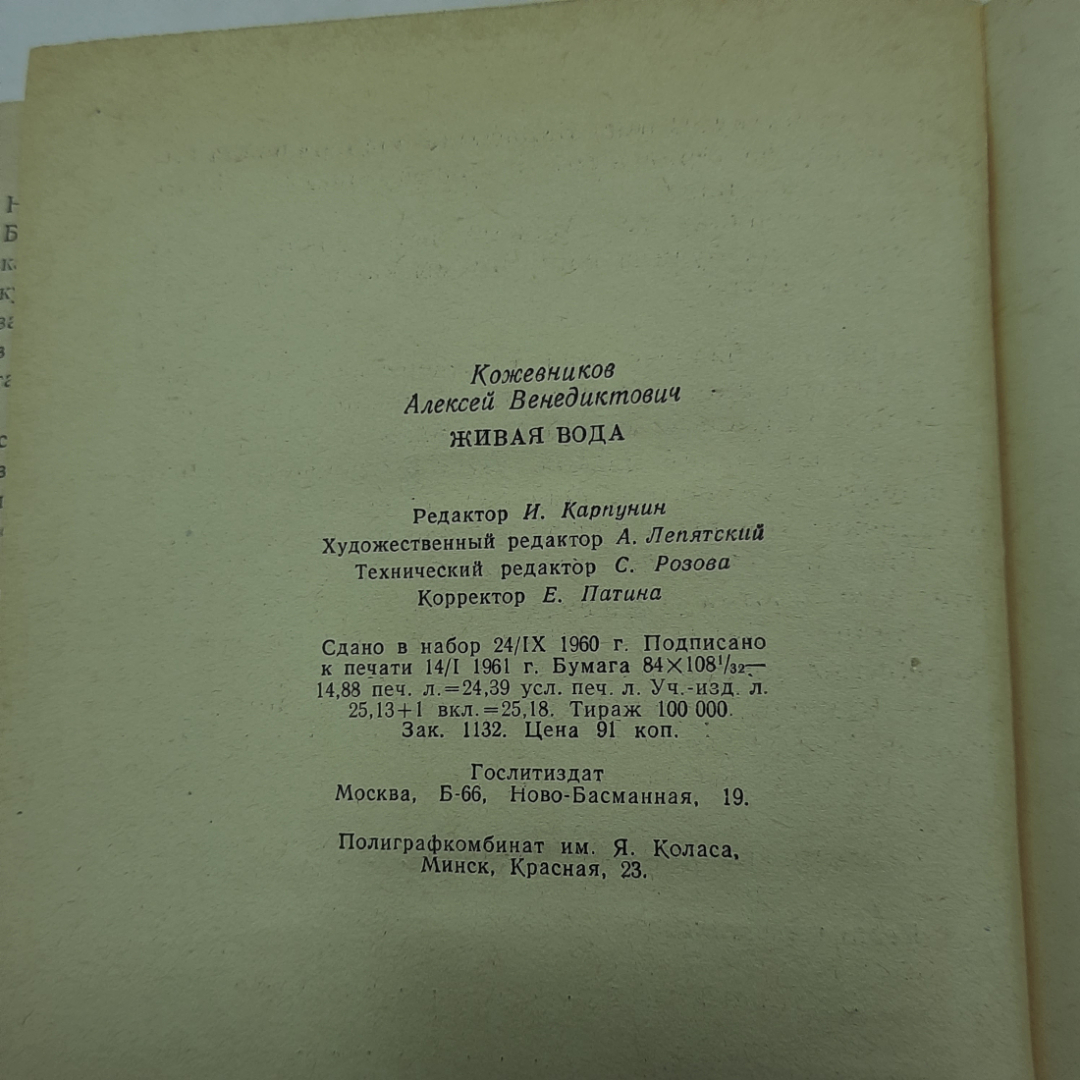 Кожевников
Алексей Венедиктович
ЖИВАЯ ВОДА
Редактор И. Карпунин
Художественный редактор А. Лепятский
Технический редактор С. Розова
Корректор Е. Патина
Сдано в набор 24/IX 1960 г. Подписано
к печати 14/I 1961 г. Бумага 84×108¹/₃₂—
14,88 печ. л.=24,39 усл. печ. л. Уч.-изд. л.
25,13+1 вкл.=25,18. Тираж 100 000.
Зак. 1132. Цена 91 коп.
Гослитиздат
Москва, Б-66, Ново-Басманная, 19.
Полиграфкомбинат им. Я. Коласа,
Минск, Красная, 23.